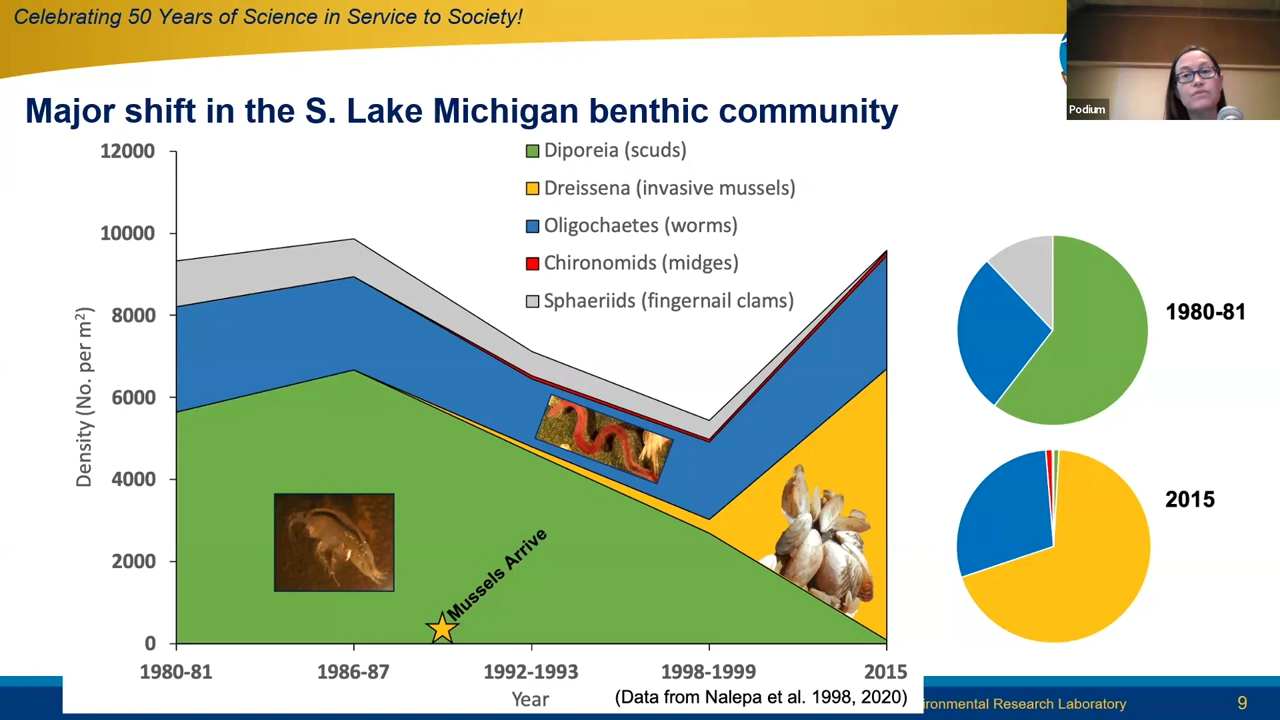 Celebrating 50 Years of Science in Service to Society!
Podium
Major shift in the S. Lake Michigan benthic community
Diporeia (scuds)
Dreissena (invasive mussels)
Oligochaetes (worms)
Chironomids (midges)
Sphaeriids (fingernail clams)
Density (No. per m²)
12000
10000
8000
6000
4000
2000
0
Mussels Arrive
1980-81
1986-87
1992-1993
1998-1999
2015
Year
(Data from Nalepa et al. 1998, 2020)
1980-81
2015
ironmental Research Laboratory
9